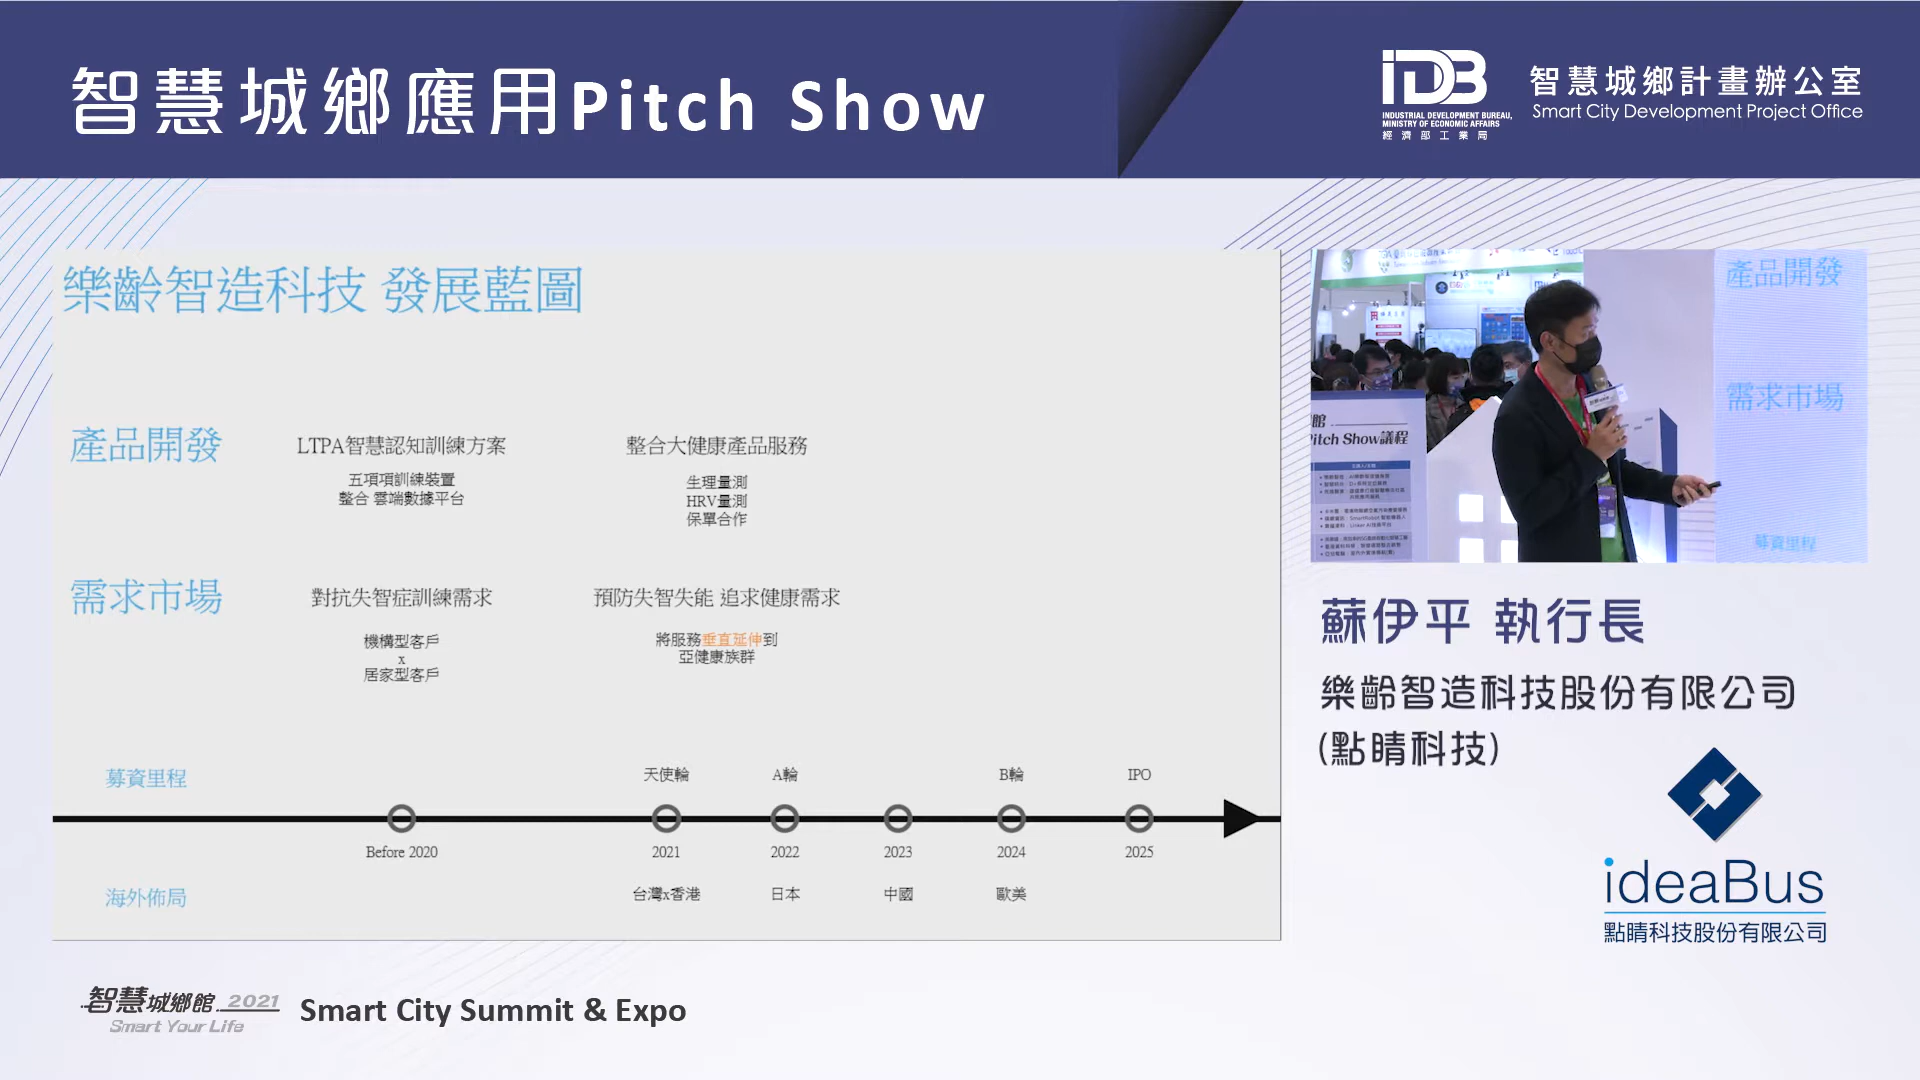 智慧城鄉應用Pitch Show
IDB
INDUSTRIAL DEVELOPMENT BUREAU,
MINISTRY OF ECONOMIC AFFAIRS
經濟部工業局
智慧城鄉計畫辦公室
Smart City Development Project Office
樂齡智造科技 發展藍圖
產品開發
LTPA智慧認知訓練方案
五項項訓練裝置
整合 雲端數據平台
整合大健康產品服務
生理量測
HRV量測
保單合作
需求市場
對抗失智症訓練需求
機構型客戶
x
居家型客戶
預防失智失能 追求健康需求
將服務垂直延伸到
亞健康族群
募資里程
天使輪
A輪
B輪
IPO
Before 2020
2021
2022
2023
2024
2025
海外佈局
台灣x香港
日本
中國
歐美
產品開發
需求市場
募資里程
館
Pitch Show議程
蘇伊平 執行長
樂齡智造科技股份有限公司
(點睛科技)
ideaBus
點睛科技股份有限公司
智慧城鄉館 2021
Smart Your Life
Smart City Summit & Expo